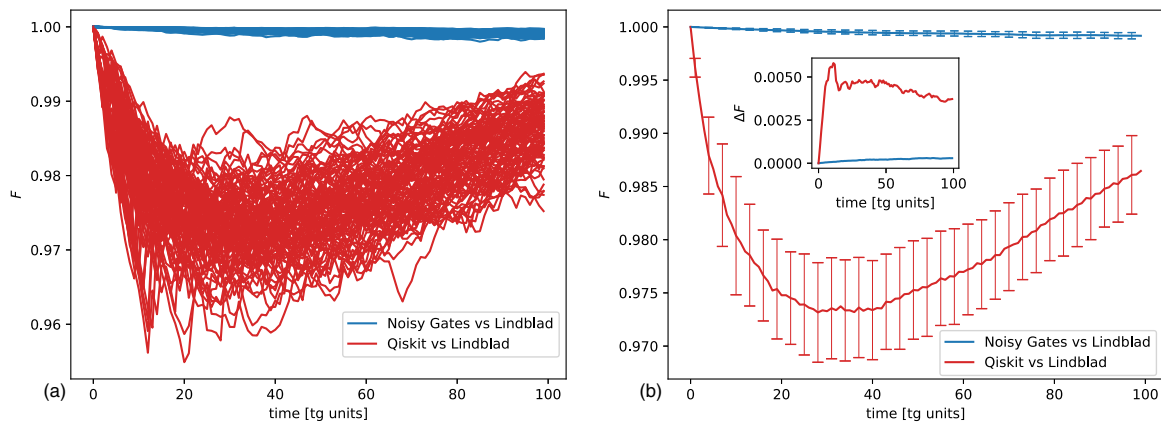 1.00
0.99
0.98
0.97
0.96
F
0
20
40
60
80
100
time [tg units]
(a)
Noisy Gates vs Lindblad
Qiskit vs Lindblad
1.000
0.995
0.990
0.985
0.980
0.975
0.970
F
0.0050
0.0025
0.0000
ΔF
0
50
100
time [tg units]
0
20
40
60
80
100
time [tg units]
(b)
Noisy Gates vs Lindblad
Qiskit vs Lindblad